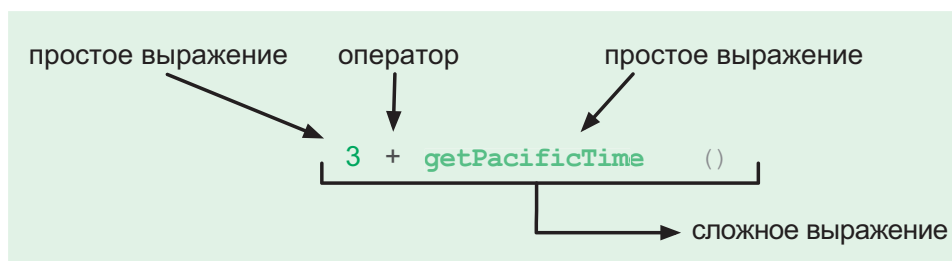 простое выражение оператор простое выражение
3 + getPacificTime ()
сложное выражение